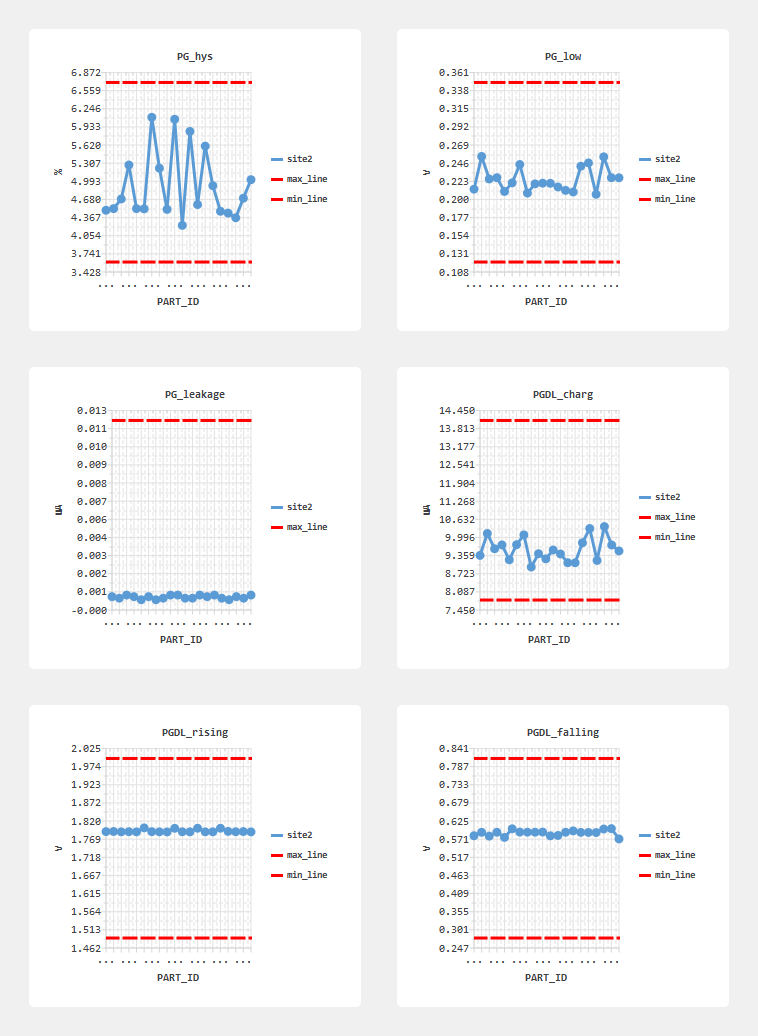 PG_hys
6.872
6.559
6.246
5.933
5.620
5.307
4.993
4.680
4.367
4.054
3.741
3.428
%
... ... ... ... ... ... ...
PART_ID
site2
max_line
min_line
PG_low
0.361
0.338
0.315
0.292
0.269
0.246
0.223
0.200
0.177
0.154
0.131
0.108
... ... ... ... ... ... ...
PART_ID
site2
max_line
min_line
PG_leakage
0.013
0.011
0.010
0.009
0.008
0.007
0.006
0.004
0.003
0.002
0.001
-0.000
... ... ... ... ... ... ...
PART_ID
site2
max_line
PGDL_charg
14.450
13.813
13.177
12.541
11.904
11.268
10.632
9.996
9.359
8.723
8.087
7.450
... ... ... ... ... ... ...
PART_ID
site2
max_line
min_line
PGDL_rising
2.025
1.974
1.923
1.872
1.820
1.769
1.718
1.667
1.615
1.564
1.513
1.462
... ... ... ... ... ... ...
PART_ID
site2
max_line
min_line
PGDL_falling
0.841
0.787
0.733
0.679
0.625
0.571
0.517
0.463
0.409
0.355
0.301
0.247
... ... ... ... ... ... ...
PART_ID
site2
max_line
min_line